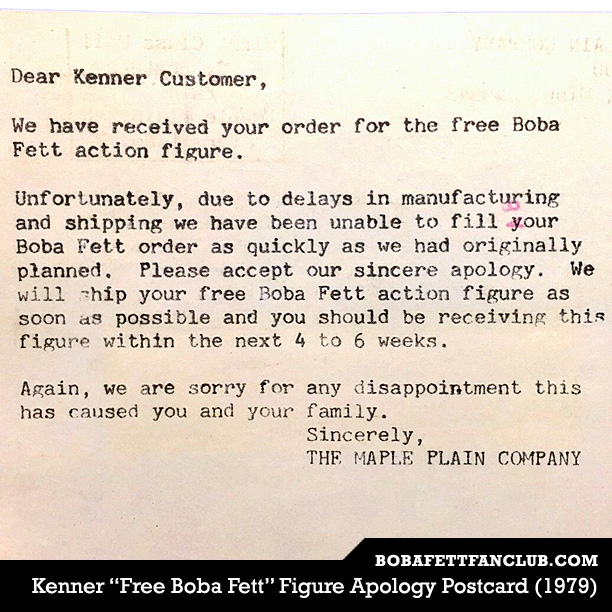 Dear Kenner Customer,
We have received your order for the free Boba
Fett action figure.
Unfortunately, due to delays in manufacturing
and shipping we have been unable to fill your
Boba Fett order as quickly as we had originally
planned. Please accept our sincere apology. We
will ship your free Boba Fett action figure as
soon as possible and you should be receiving this
figure within the next 4 to 6 weeks.
Again, we are sorry for any disappointment this
has caused you and your family.
Sincerely,
THE MAPLE PLAIN COMPANY
BOBAFETTFANCLUB.COM
Kenner “Free Boba Fett” Figure Apology Postcard (1979)